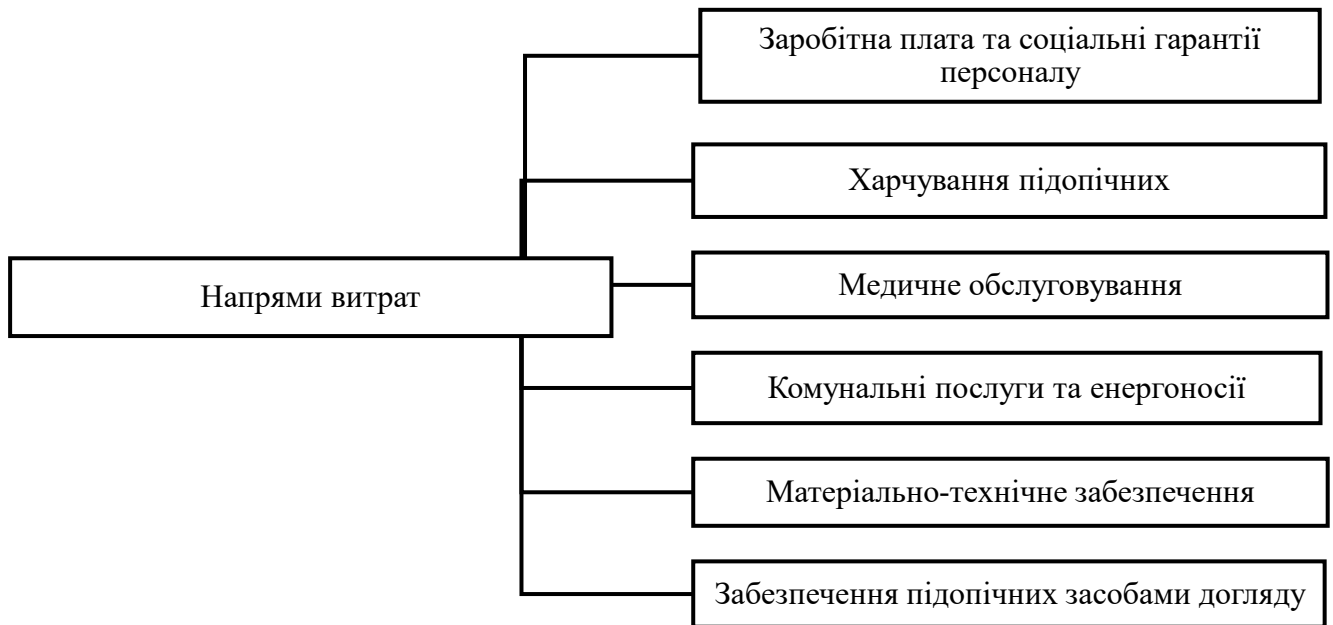 Заробітна плата та соціальні гарантії
персоналу
Харчування підопічних
Напрями витрат
Медичне обслуговування
Комунальні послуги та енергоносії
Матеріально-технічне забезпечення
Забезпечення підопічних засобами догляду